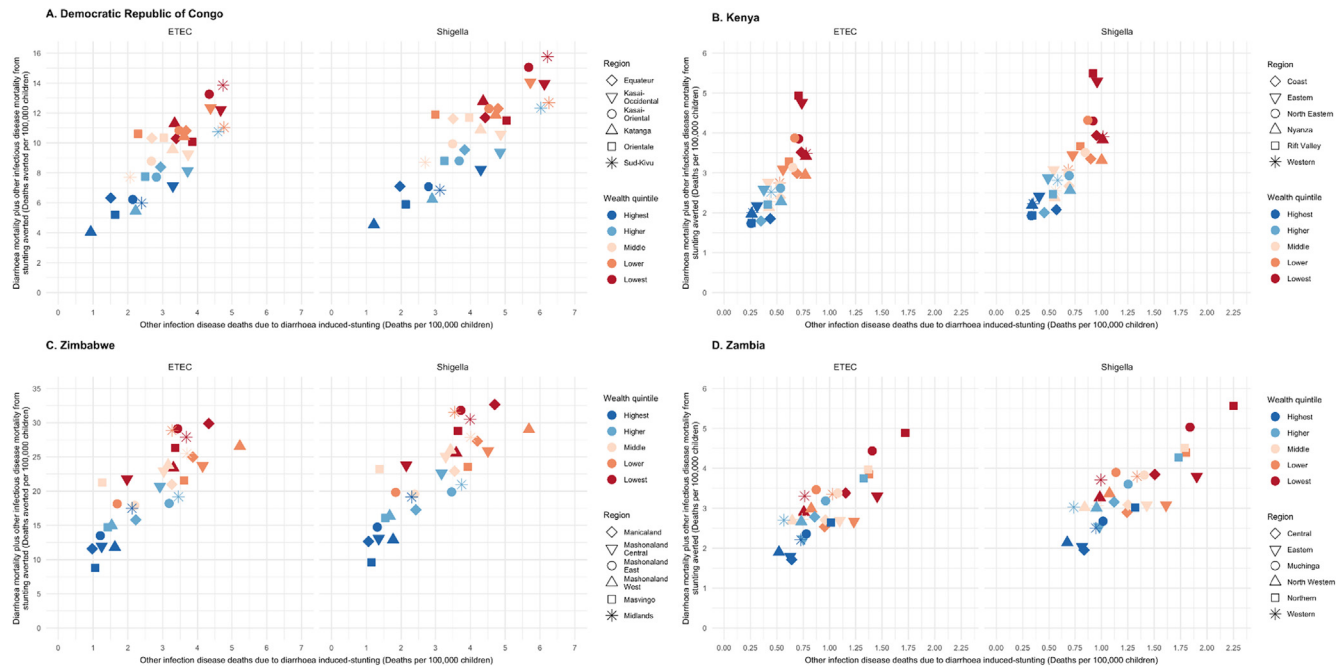 A. Democratic Republic of Congo
ETEC
Shigella
Diarrhoea mortality plus other infectious disease mortality from
stunting averted (Deaths per 100,000 children)
16
14
12
10
8
6
4
2
0
0 1 2 3 4 5 6 7
0 1 2 3 4 5 6 7
Other infection disease deaths due to diarrhoea induced-stunting (Deaths per 100,000 children)
Region
Equateur
Kasai-
Occidental
Kasai-
Oriental
Katanga
Orientale
Sud-Kivu
Wealth quintile
Highest
Higher
Middle
Lower
Lowest
B. Kenya
ETEC
Shigella
Diarrhoea mortality plus other infectious disease mortality from
stunting averted (Deaths per 100,000 children)
6
5
4
3
2
1
0
0.00 0.25 0.50 0.75 1.00 1.25 1.50 1.75 2.00 2.25
0.00 0.25 0.50 0.75 1.00 1.25 1.50 1.75 2.00 2.25
Other infection disease deaths due to diarrhoea induced-stunting (Deaths per 100,000 children)
Region
Coast
Eastern
North Eastern
Nyanza
Rift Valley
Western
Wealth quintile
Highest
Higher
Middle
Lower
Lowest
C. Zimbabwe
ETEC
Shigella
Diarrhoea mortality plus other infectious disease mortality from
stunting averted (Deaths per 100,000 children)
35
30
25
20
15
10
5
0
0 1 2 3 4 5 6
0 1 2 3 4 5 6
Other infection disease deaths due to diarrhoea induced-stunting (Deaths per 100,000 children)
Wealth quintile
Highest
Higher
Middle
Lower
Lowest
Region
Manicaland
Mashonaland
Central
Mashonaland
East
Mashonaland
West
Masvingo
Midlands
D. Zambia
ETEC
Shigella
Diarrhoea mortality plus other infectious disease mortality from
stunting averted (Deaths per 100,000 children)
6
5
4
3
2
1
0
0.00 0.25 0.50 0.75 1.00 1.25 1.50 1.75 2.00 2.25
0.00 0.25 0.50 0.75 1.00 1.25 1.50 1.75 2.00 2.25
Other infection disease deaths due to diarrhoea induced-stunting (Deaths per 100,000 children)
Wealth quintile
Highest
Higher
Middle
Lower
Lowest
Region
Central
Eastern
Muchinga
North Western
Northern
Western